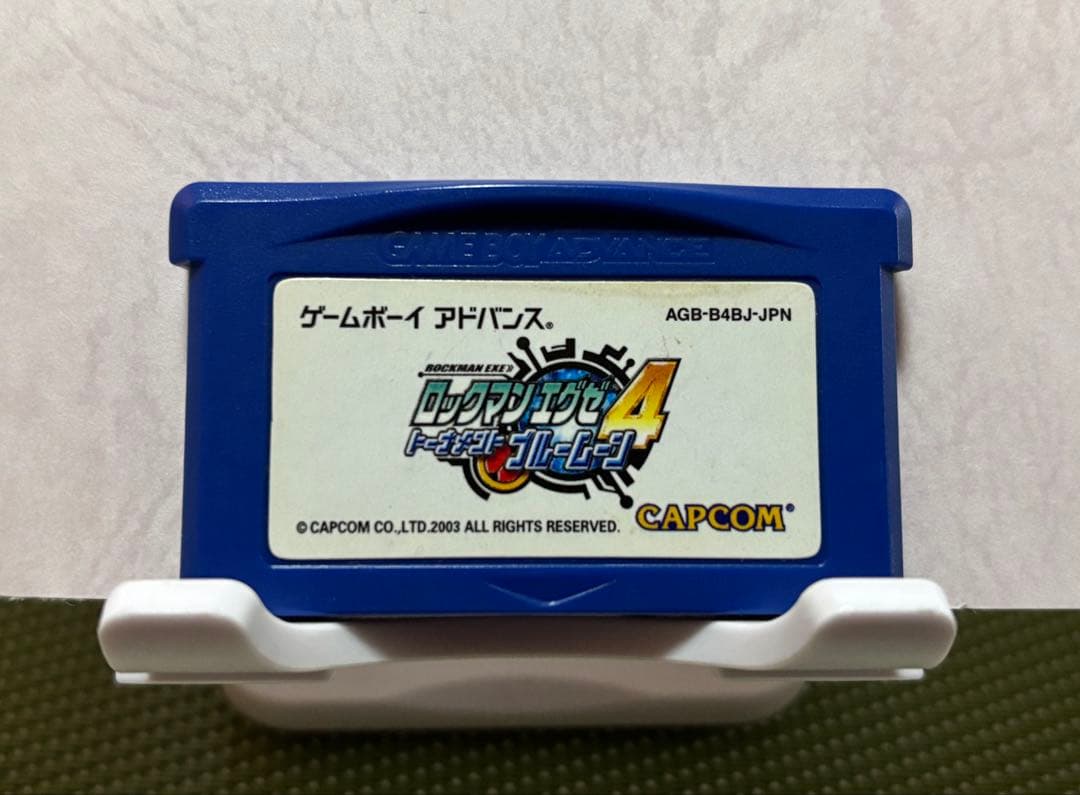 GAME BOY ADVANCE
ゲームボーイ アドバンス®
AGB-B4BJ-JPN
ROCKMAN EXE
ロックマンエグゼ4
トーナメント ブルームーン
CAPCOM®
© CAPCOM CO.,LTD.2003 ALL RIGHTS RESERVED.